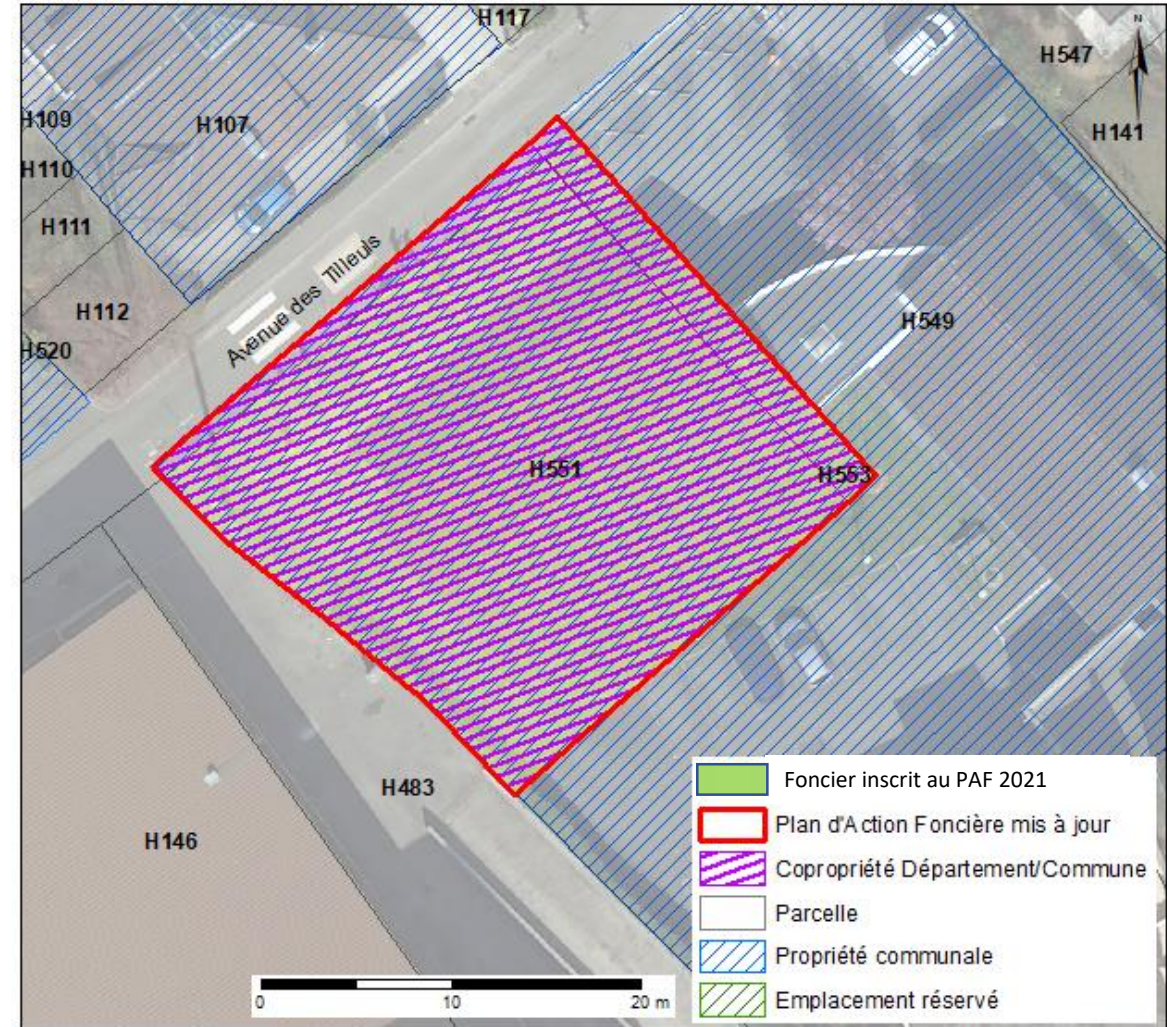 H117
N
H547
H109
H107
H141
H110
H111
H112
Avenue des Tilleuls
H549
H520
H551
H553
H483
H146
Foncier inscrit au PAF 2021
Plan d'Action Foncière mis à jour
Copropriété Département/Commune
Parcelle
Propriété communale
Emplacement réservé
0 10 20 m